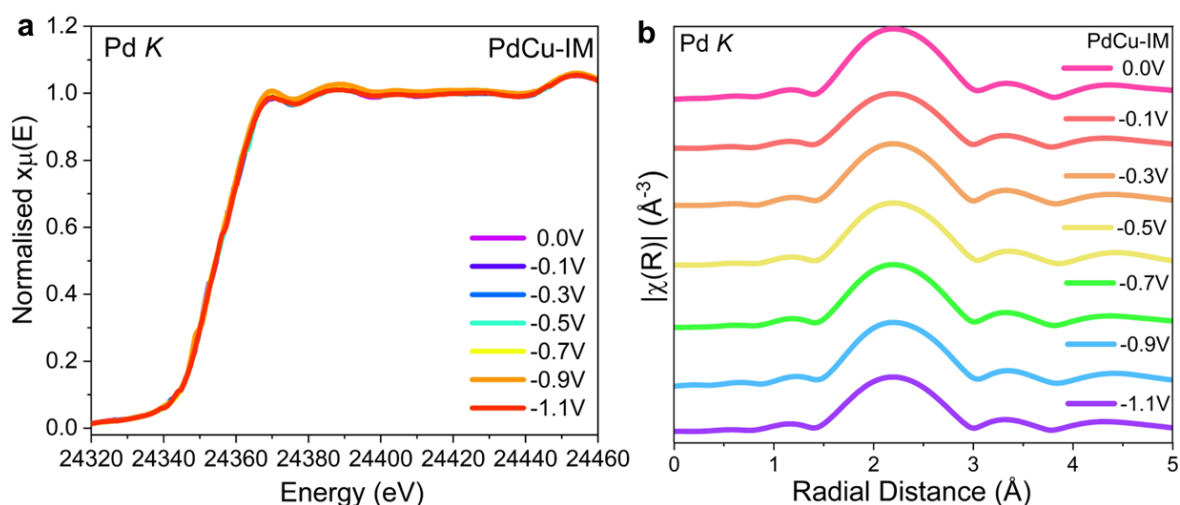 a
Pd K
PdCu-IM
Normalised xμ(E)
1.2
1.0
0.8
0.6
0.4
0.2
0.0
0.0V
-0.1V
-0.3V
-0.5V
-0.7V
-0.9V
-1.1V
24320 24340 24360 24380 24400 24420 24440 24460
Energy (eV)
b
Pd K
PdCu-IM
|χ(R)| (Å⁻³)
0.0V
-0.1V
-0.3V
-0.5V
-0.7V
-0.9V
-1.1V
0 1 2 3 4 5
Radial Distance (Å)